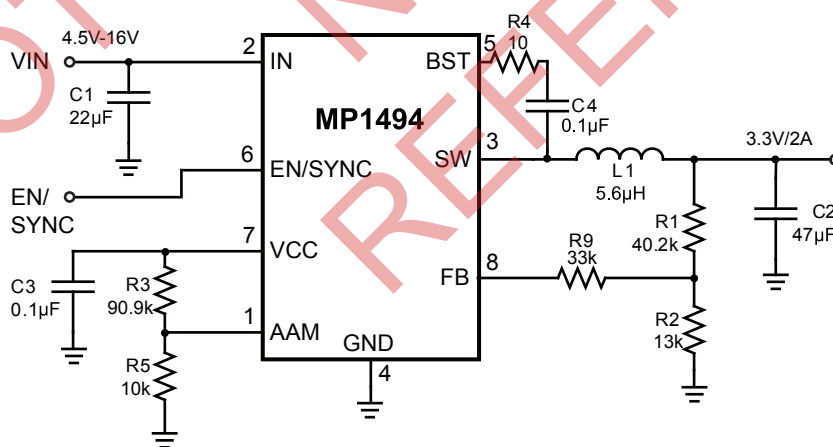 4.5V-16V
VIN
2
IN
C1
22µF
MP1494
BST
5
R4
10
C4
0.1µF
SW
3
L1
5.6µH
3.3V/2A
6
EN/SYNC
EN/
SYNC
7
VCC
C3
0.1µF
R3
90.9k
1
AAM
R5
10k
GND
4
FB
8
R9
33k
R1
40.2k
R2
13k
C2
47µF
REFE